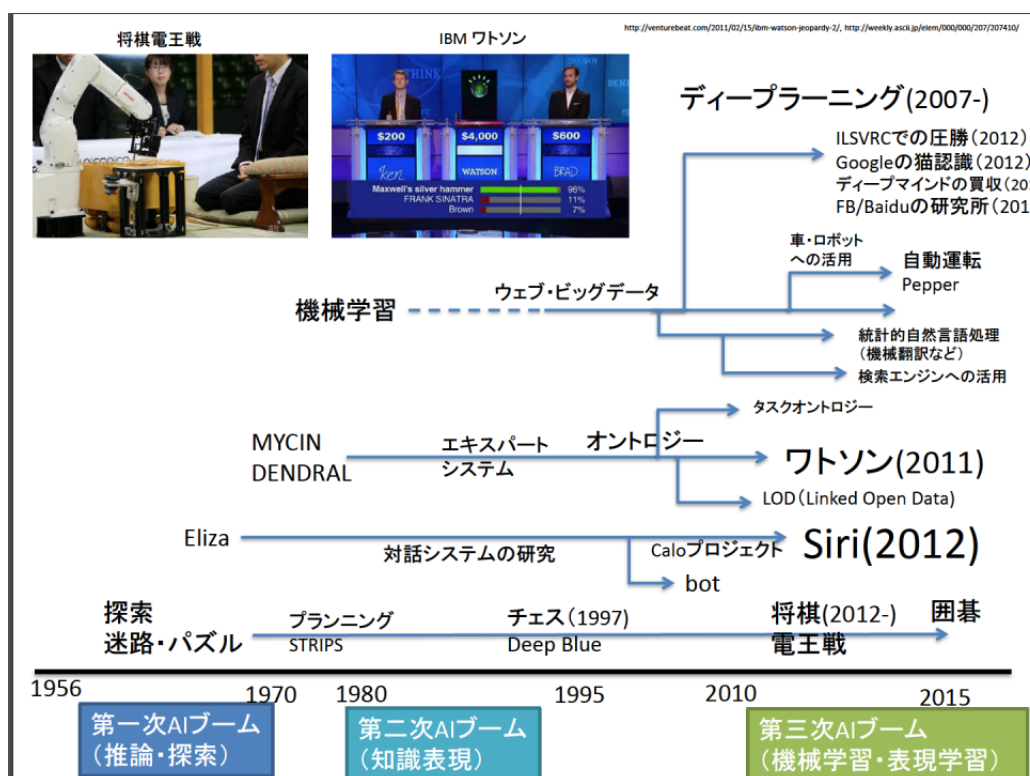 http://venturebeat.com/2011/02/15/ibm-watson-jeopardy-2/, http://weekly.ascii.jp/elem/000/000/207/207410/
将棋電王戦
IBM ワトソン
THINK
$200
$4,000
$600
Ken
WATSON
BRAD
Maxwell's silver hammer 96%
FRANK SINATRA 11%
Brown 7%
ディープラーニング(2007-)
ILSVRCでの圧勝(2012)
Googleの猫認識(2012)
ディープマインドの買収(20
FB/Baiduの研究所(201
車・ロボット
への活用
自動運転
Pepper
機械学習
ウェブ・ビッグデータ
統計的自然言語処理
(機械翻訳など)
検索エンジンへの活用
タスクオントロジー
MYCIN
DENDRAL
エキスパート
システム
オントロジー
ワトソン(2011)
LOD(Linked Open Data)
Eliza
対話システムの研究
Caloプロジェクト
Siri(2012)
bot
探索
迷路・パズル
プランニング
STRIPS
チェス(1997)
Deep Blue
将棋(2012-)
電王戦
囲碁
1956
1970
1980
1995
2010
2015
第一次AIブーム
(推論・探索)
第二次AIブーム
(知識表現)
第三次AIブーム
(機械学習・表現学習)